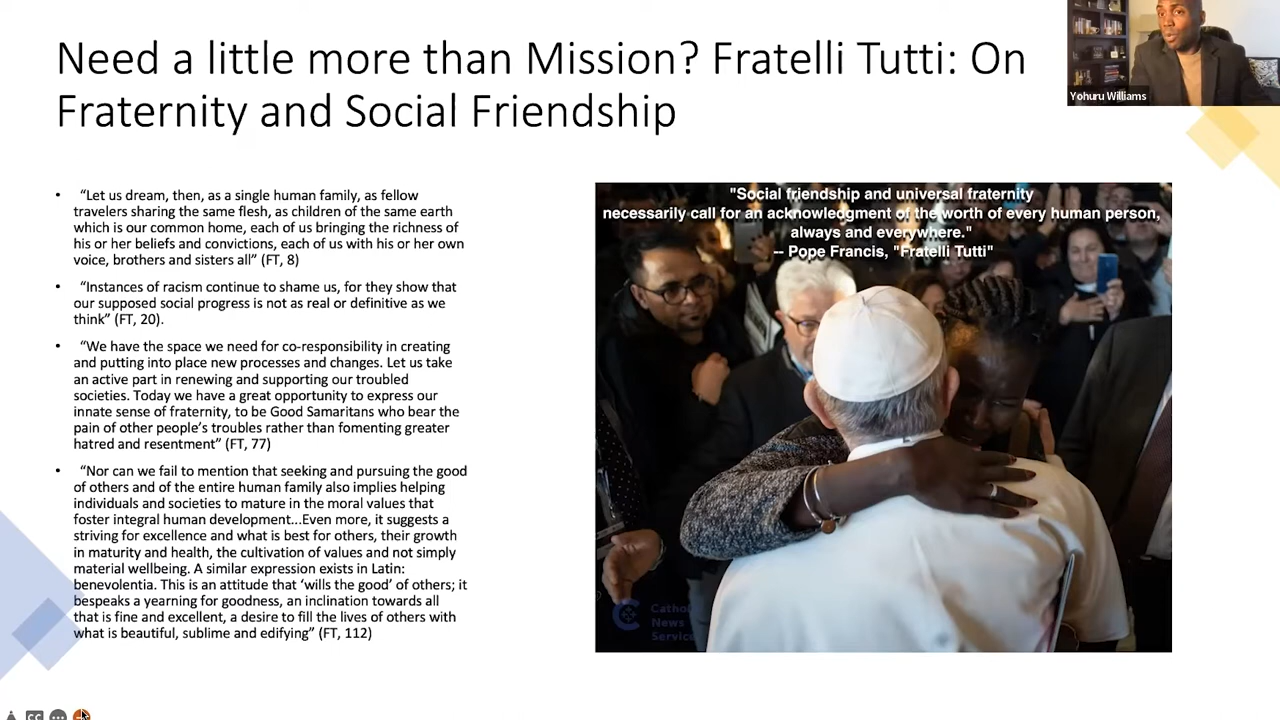 Need a little more than Mission? Fratelli Tutti: On
Fraternity and Social Friendship
Yohuru Williams
• “Let us dream, then, as a single human family, as fellow
travelers sharing the same flesh, as children of the same earth
which is our common home, each of us bringing the richness of
his or her beliefs and convictions, each of us with his or her own
voice, brothers and sisters all” (FT, 8)
• “Instances of racism continue to shame us, for they show that
our supposed social progress is not as real or definitive as we
think” (FT, 20).
• “We have the space we need for co-responsibility in creating
and putting into place new processes and changes. Let us take
an active part in renewing and supporting our troubled
societies. Today we have a great opportunity to express our
innate sense of fraternity, to be Good Samaritans who bear the
pain of other people’s troubles rather than fomenting greater
hatred and resentment” (FT, 77)
• “Nor can we fail to mention that seeking and pursuing the good
of others and of the entire human family also implies helping
individuals and societies to mature in the moral values that
foster integral human development...Even more, it suggests a
striving for excellence and what is best for others, their growth
in maturity and health, the cultivation of values and not simply
material wellbeing. A similar expression exists in Latin:
benevolentia. This is an attitude that ‘wills the good’ of others; it
bespeaks a yearning for goodness, an inclination towards all
that is fine and excellent, a desire to fill the lives of others with
what is beautiful, sublime and edifying” (FT, 112)
"Social friendship and universal fraternity
necessarily call for an acknowledgment of the worth of every human person,
always and everywhere."
-- Pope Francis, "Fratelli Tutti"
Catholic
News
Service
CC